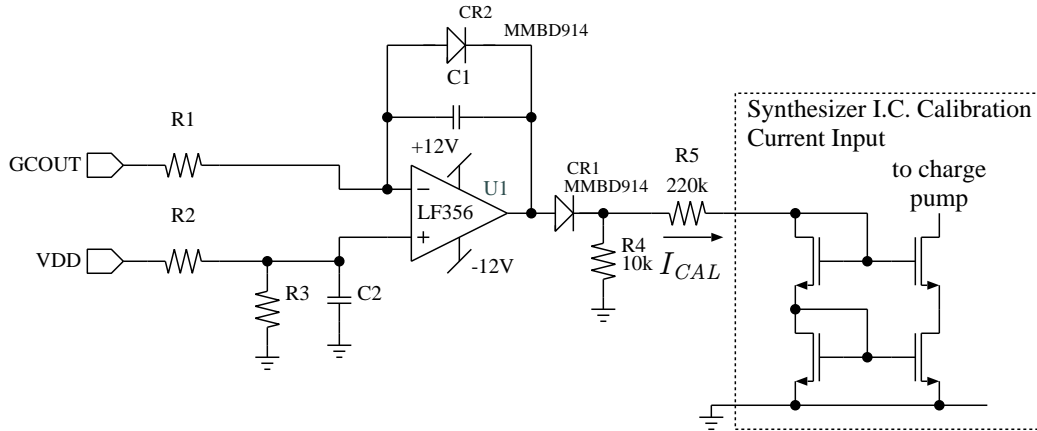 CR2
MMBD914
C1
Synthesizer I.C. Calibration
Current Input
R1
+12V
GCOUT
CR1
MMBD914
R5
220k
to charge
pump
−
U1
LF356
R2
+
VDD
-12V
R4
10k
I_CAL
R3
C2